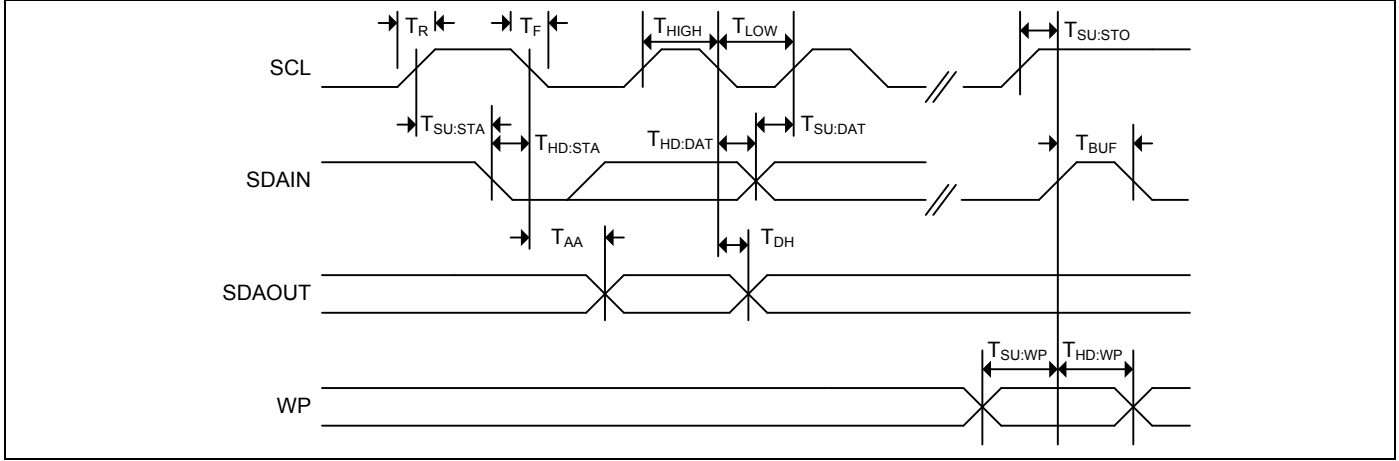 TR TF THIGH TLOW TSU:STO
SCL
TSU:STA THD:STA THD:DAT TSU:DAT TBUF
SDAIN
TAA TDH
SDAOUT
TSU:WP THD:WP
WP